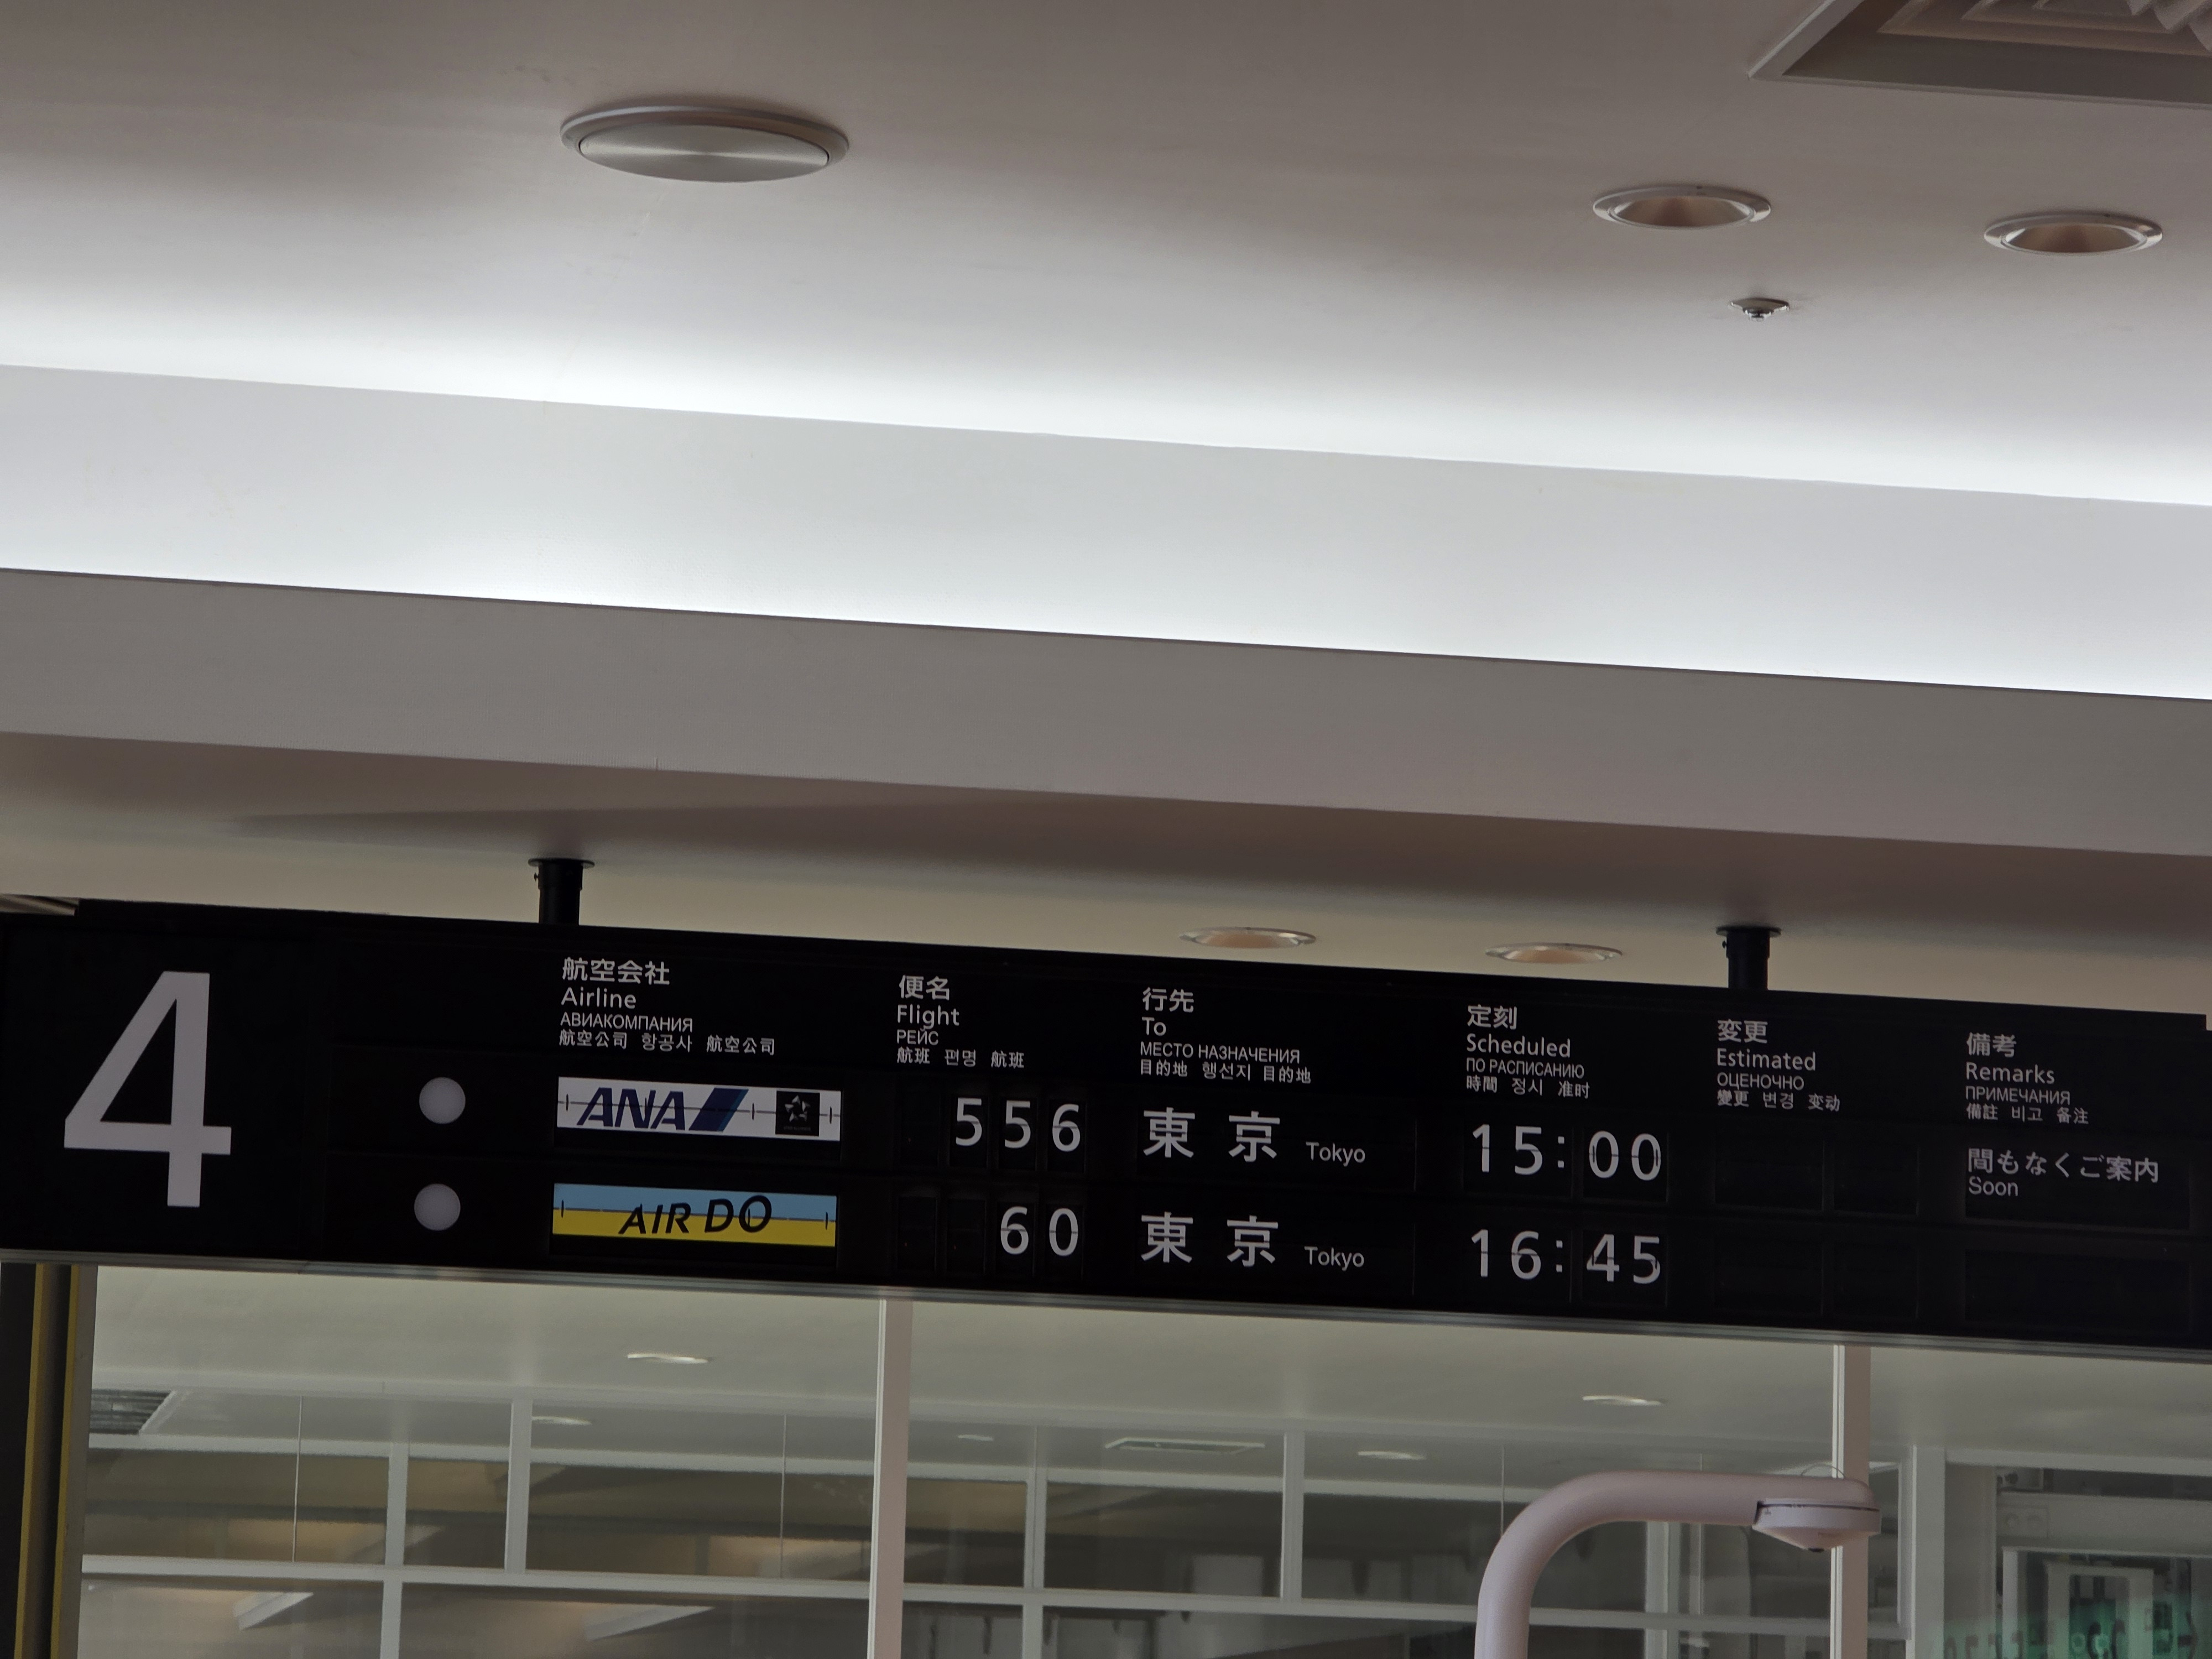 4
航空会社 便名 行先 定刻 変更 備考
Airline Flight To Scheduled Estimated Remarks
АВИАКОМПАНИЯ РЕЙС МЕСТО НАЗНАЧЕНИЯ ПО РАСПИСАНИЮ ОЦЕНОЧНО ПРИМЕЧАНИЯ
航空公司 항공사 航空公司 航班 편명 航班 目的地 행선지 目的地 時間 정시 准时 變更 변경 变动 備註 비고 备注
ANA 556 東京 Tokyo 15:00 間もなくご案内
Soon
AIR DO 60 東京 Tokyo 16:45